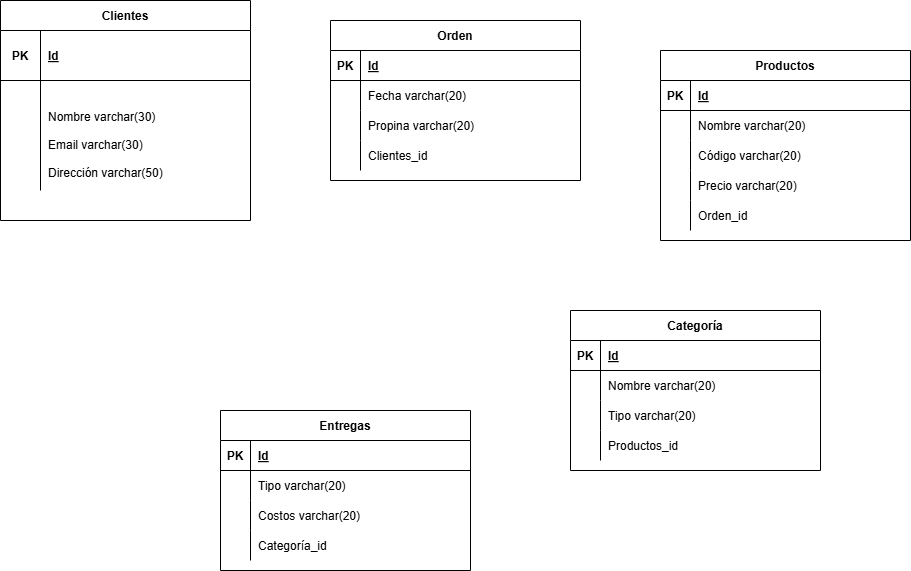 Clientes
PK Id
Nombre varchar(30)
Email varchar(30)
Dirección varchar(50)
Orden
PK Id
Fecha varchar(20)
Propina varchar(20)
Clientes_id
Productos
PK Id
Nombre varchar(20)
Código varchar(20)
Precio varchar(20)
Orden_id
Categoría
PK Id
Nombre varchar(20)
Tipo varchar(20)
Productos_id
Entregas
PK Id
Tipo varchar(20)
Costos varchar(20)
Categoría_id